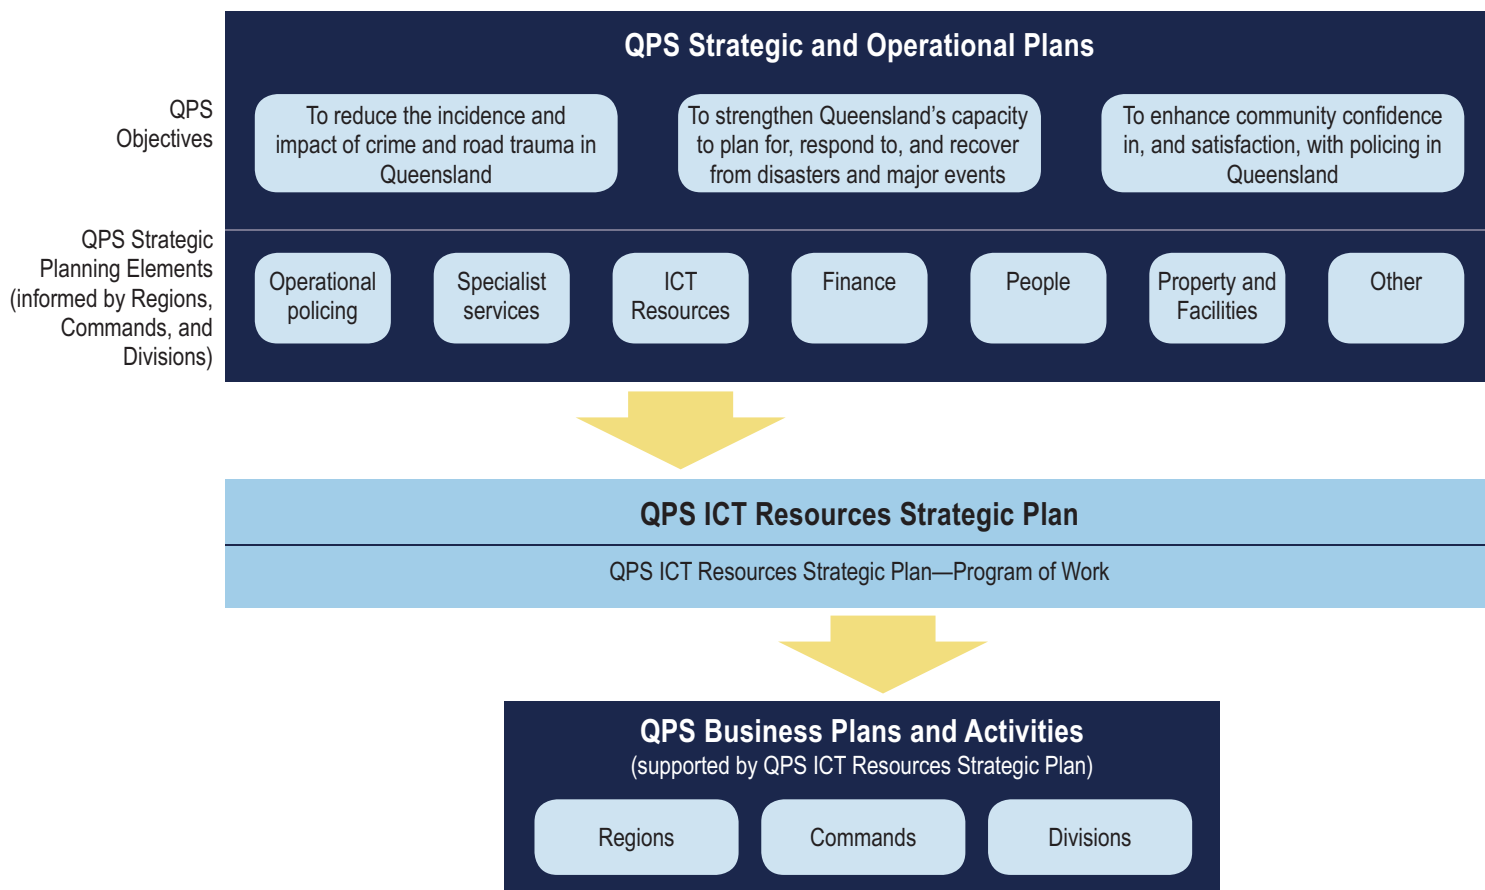 QPS Strategic and Operational Plans
QPS
Objectives
To reduce the incidence and
impact of crime and road trauma in
Queensland
To strengthen Queensland’s capacity
to plan for, respond to, and recover
from disasters and major events
To enhance community confidence
in, and satisfaction, with policing in
Queensland
QPS Strategic
Planning Elements
(informed by Regions,
Commands, and
Divisions)
Operational
policing
Specialist
services
ICT
Resources
Finance
People
Property and
Facilities
Other
QPS ICT Resources Strategic Plan
QPS ICT Resources Strategic Plan—Program of Work
QPS Business Plans and Activities
(supported by QPS ICT Resources Strategic Plan)
Regions
Commands
Divisions